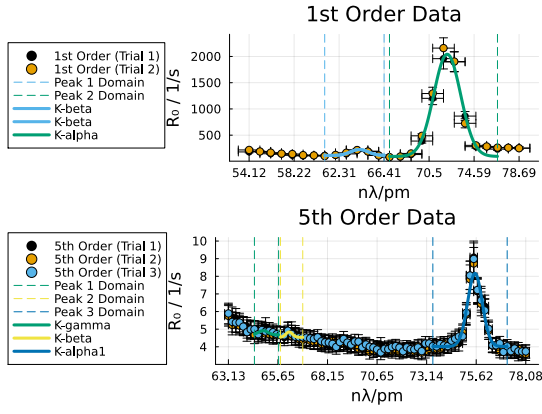 1st Order Data
1st Order (Trial 1)
1st Order (Trial 2)
Peak 1 Domain
Peak 2 Domain
K-beta
K-beta
K-alpha
R₀ / 1/s
2000
1500
1000
500
54.12 58.22 62.31 66.41 70.5 74.59 78.69
nλ/pm
5th Order Data
5th Order (Trial 1)
5th Order (Trial 2)
5th Order (Trial 3)
Peak 1 Domain
Peak 2 Domain
Peak 3 Domain
K-gamma
K-beta
K-alpha1
R₀ / 1/s
10
9
8
7
6
5
4
63.13 65.65 68.15 70.65 73.14 75.62 78.08
nλ/pm